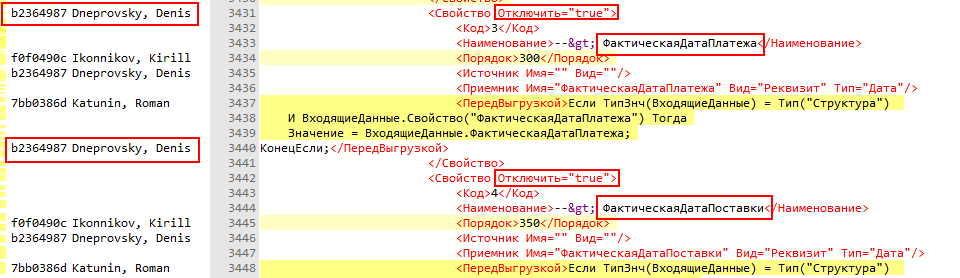 3431 <Свойство Отключить="true">
b2364987 Dneprovsky, Denis 3432 <Код>3</Код>
3433 <Наименование>--&gt; ФактическаяДатаПлатежа</Наименование>
f0f0490c Ikonnikov, Kirill 3434 <Порядок>300</Порядок>
b2364987 Dneprovsky, Denis 3435 <Источник Имя="" Вид=""/>
3436 <Приемник Имя="ФактическаяДатаПлатежа" Вид="Реквизит" Тип="Дата"/>
7bb0386d Katunin, Roman 3437 <ПередВыгрузкой>Если ТипЗнч(ВходящиеДанные) = Тип("Структура")
3438 И ВходящиеДанные.Свойство("ФактическаяДатаПлатежа") Тогда
3439 Значение = ВходящиеДанные.ФактическаяДатаПлатежа;
b2364987 Dneprovsky, Denis 3440 КонецЕсли;</ПередВыгрузкой>
3441 </Свойство>
3442 <Свойство Отключить="true">
3443 <Код>4</Код>
3444 <Наименование>--&gt; ФактическаяДатаПоставки</Наименование>
f0f0490c Ikonnikov, Kirill 3445 <Порядок>350</Порядок>
b2364987 Dneprovsky, Denis 3446 <Источник Имя="" Вид=""/>
3447 <Приемник Имя="ФактическаяДатаПоставки" Вид="Реквизит" Тип="Дата"/>
7bb0386d Katunin, Roman 3448 <ПередВыгрузкой>Если ТипЗнч(ВходящиеДанные) = Тип("Структура")